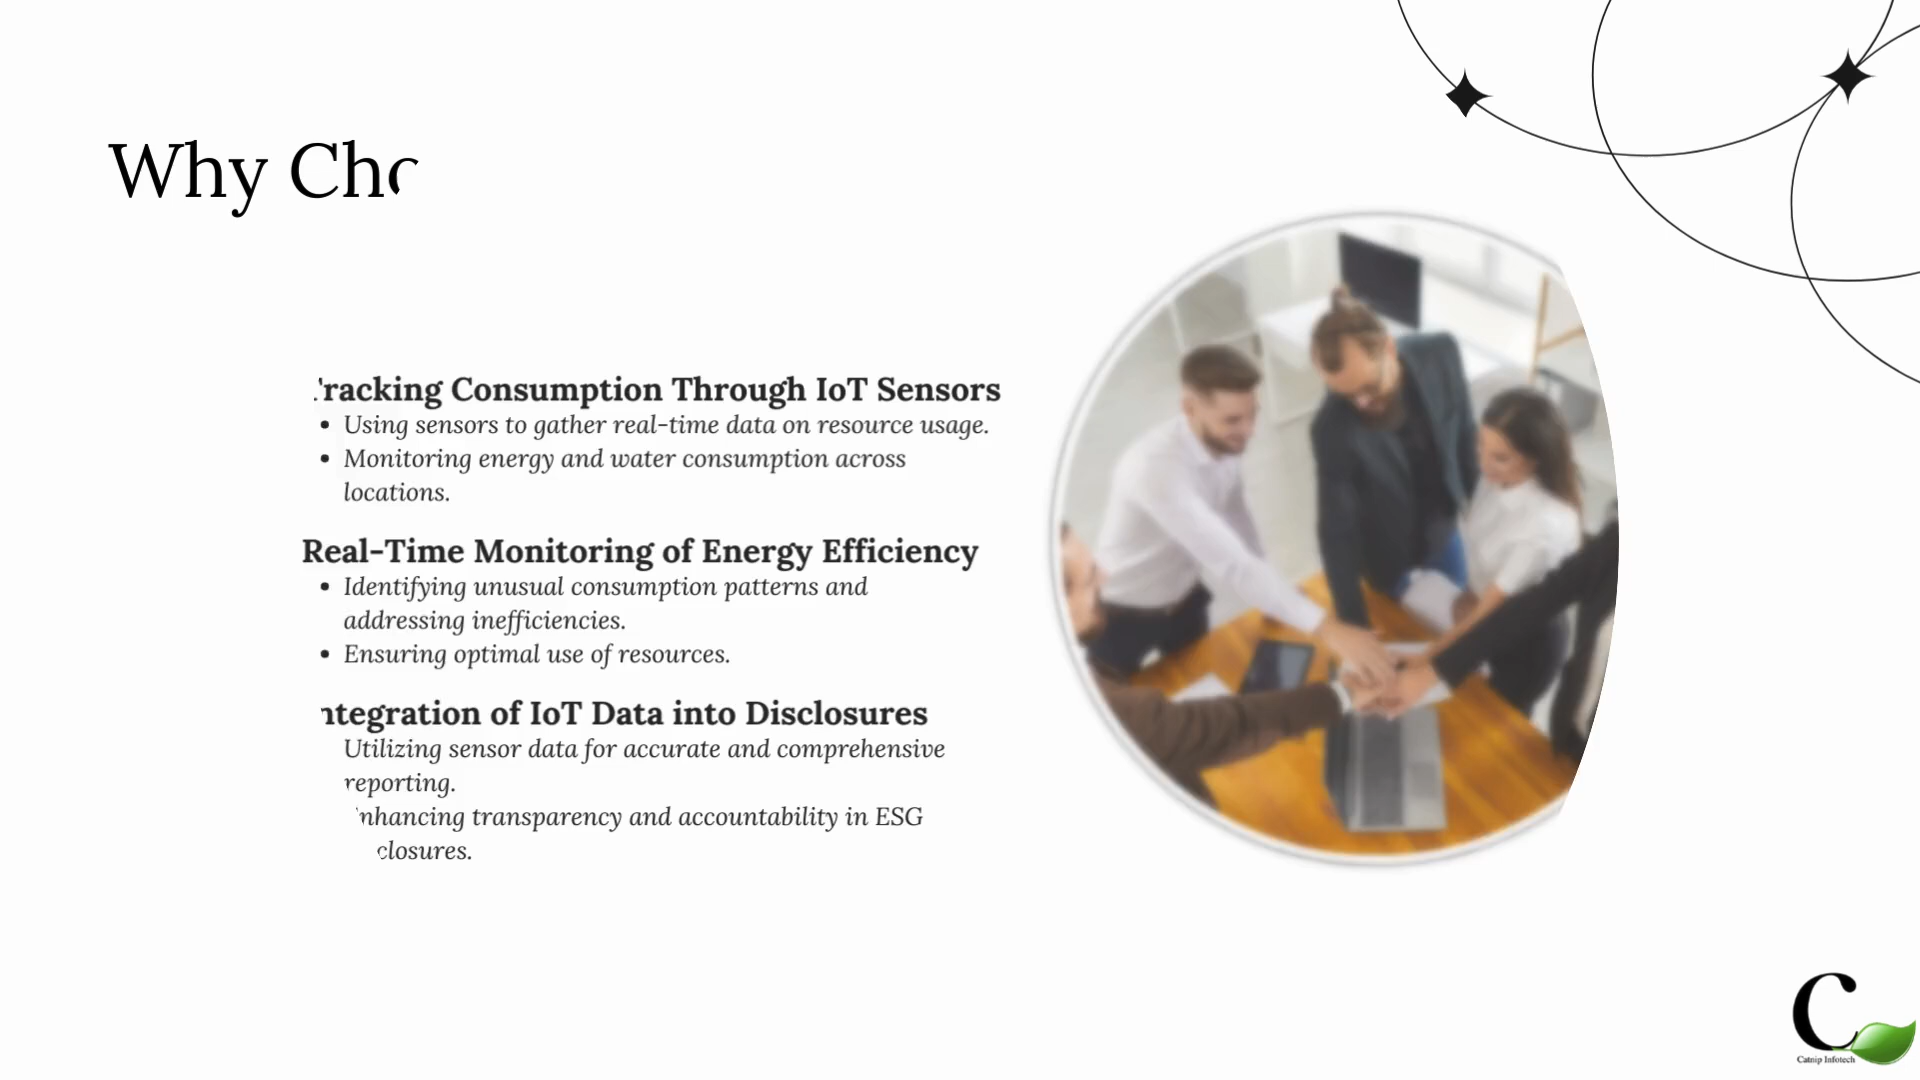 Why Cho
Tracking Consumption Through IoT Sensors
• Using sensors to gather real-time data on resource usage.
• Monitoring energy and water consumption across
locations.
Real-Time Monitoring of Energy Efficiency
• Identifying unusual consumption patterns and
addressing inefficiencies.
• Ensuring optimal use of resources.
ntegration of IoT Data into Disclosures
Utilizing sensor data for accurate and comprehensive
reporting.
nhancing transparency and accountability in ESG
closures.
C
Catnip Infotech